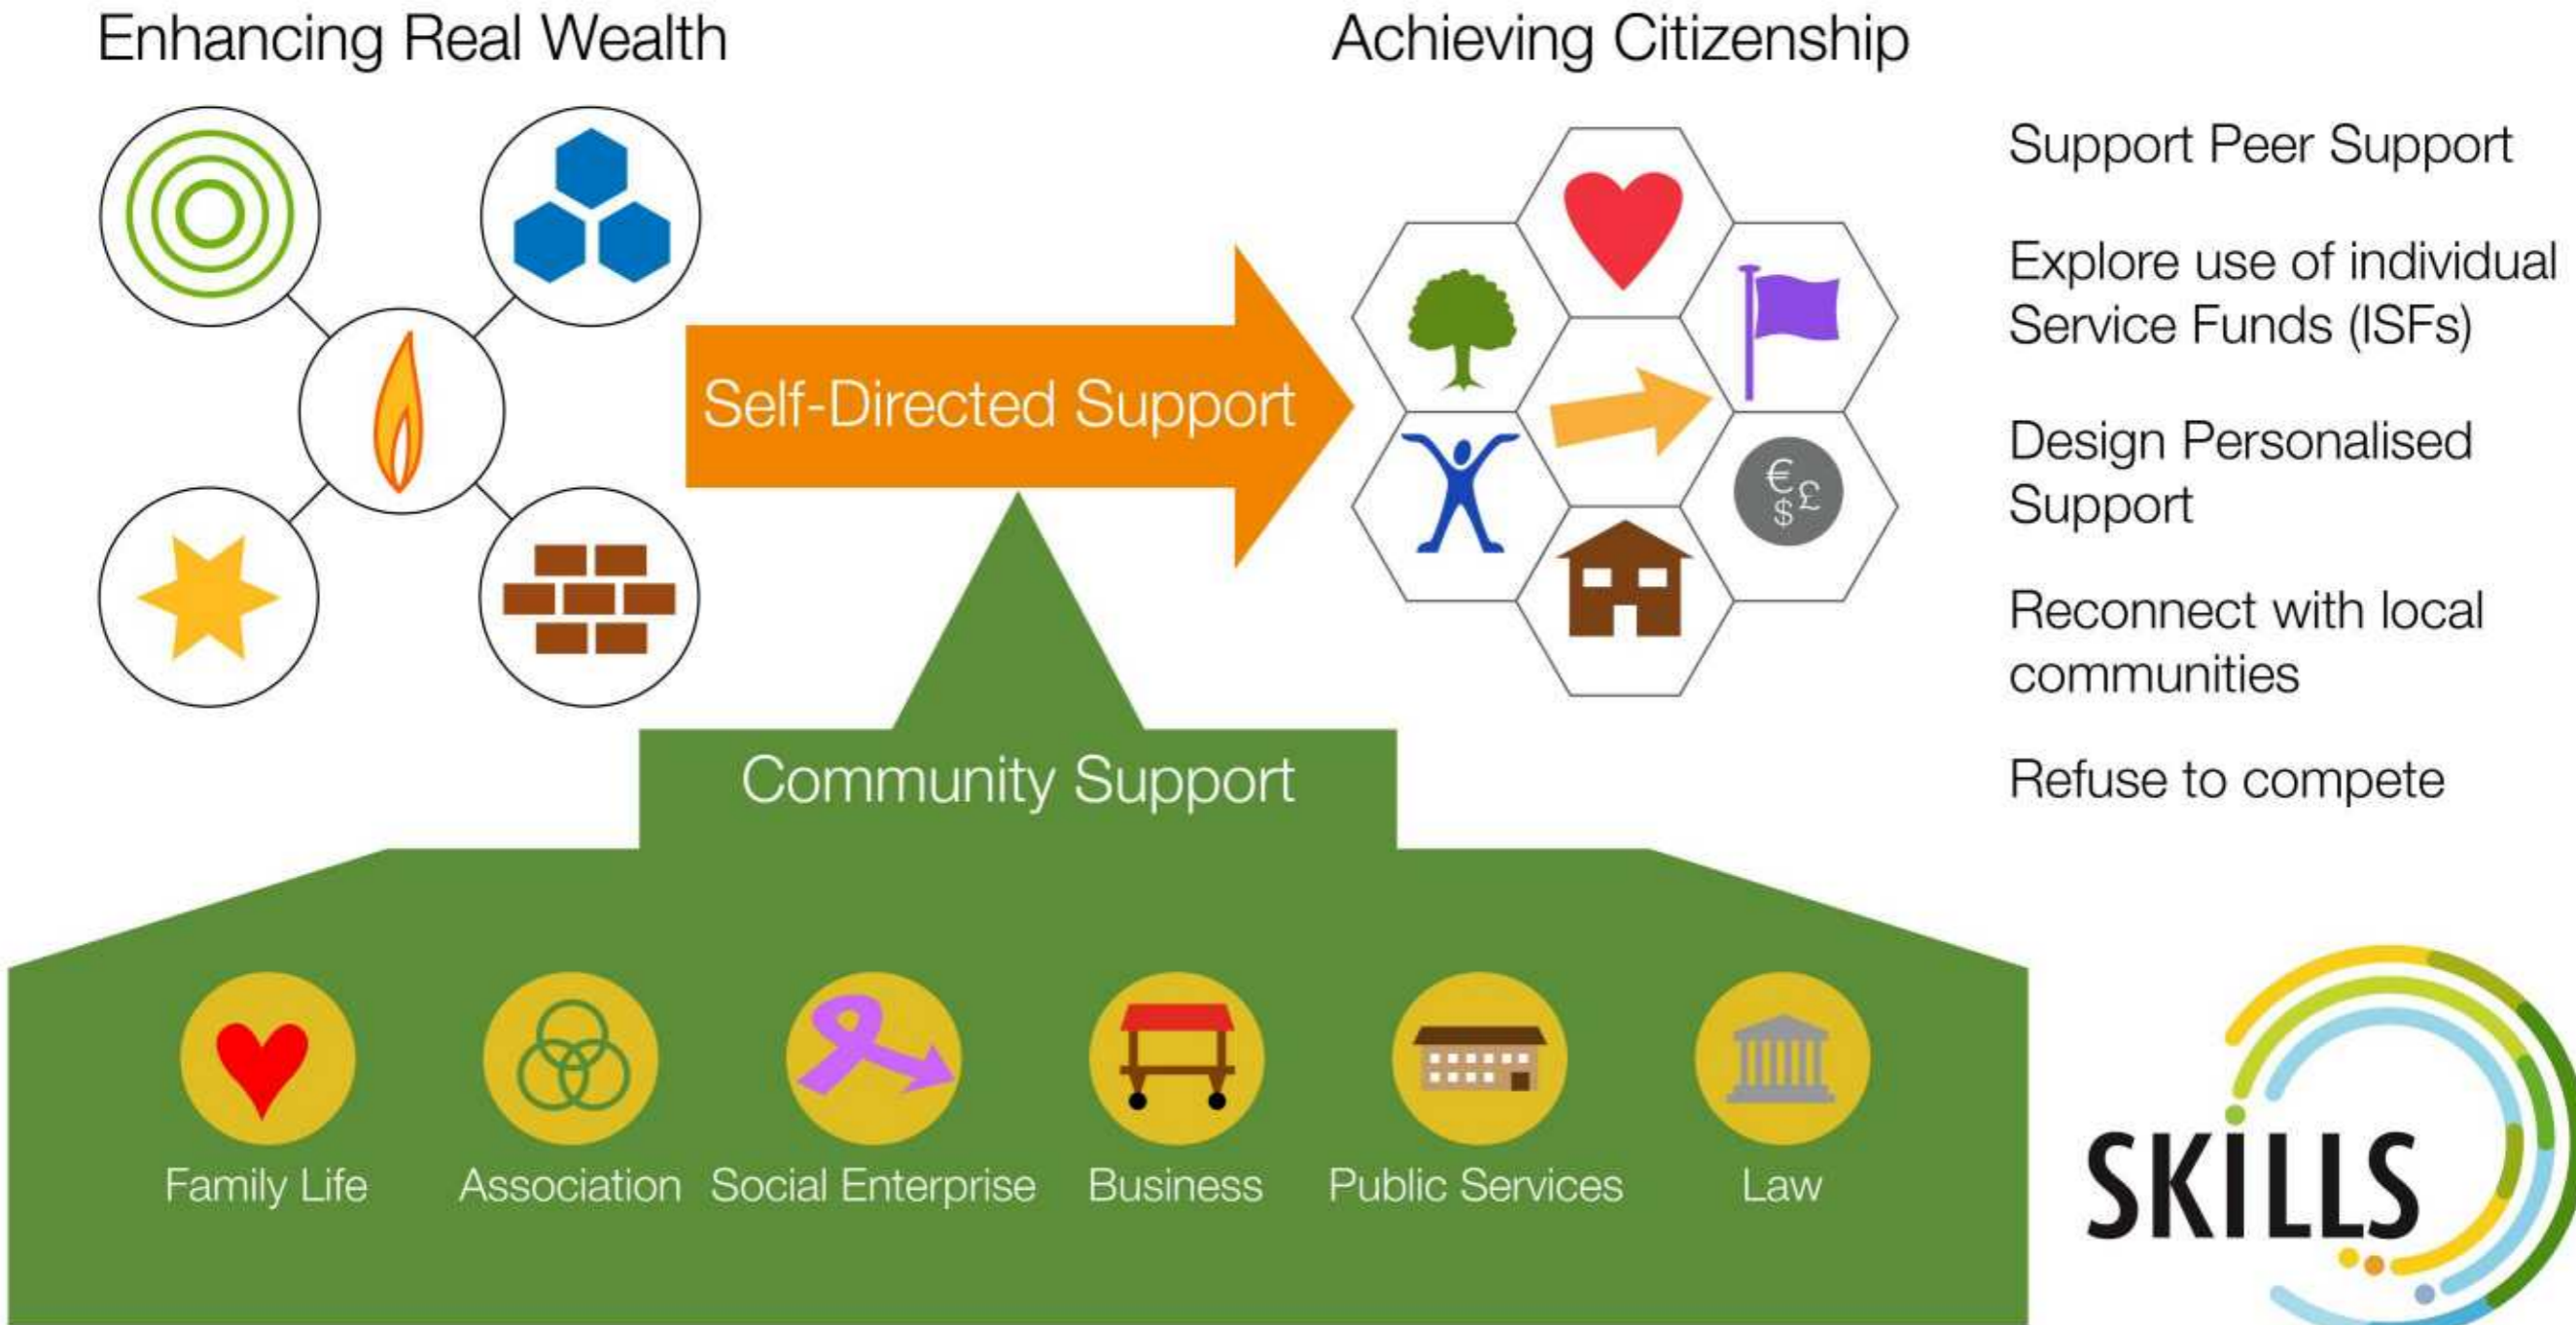 Enhancing Real Wealth
Achieving Citizenship
Support Peer Support
Explore use of individual
Service Funds (ISFs)
Design Personalised
Support
Reconnect with local
communities
Refuse to compete
Self-Directed Support
€ £
$
Community Support
Family Life
Association
Social Enterprise
Business
Public Services
Law
SKILLS